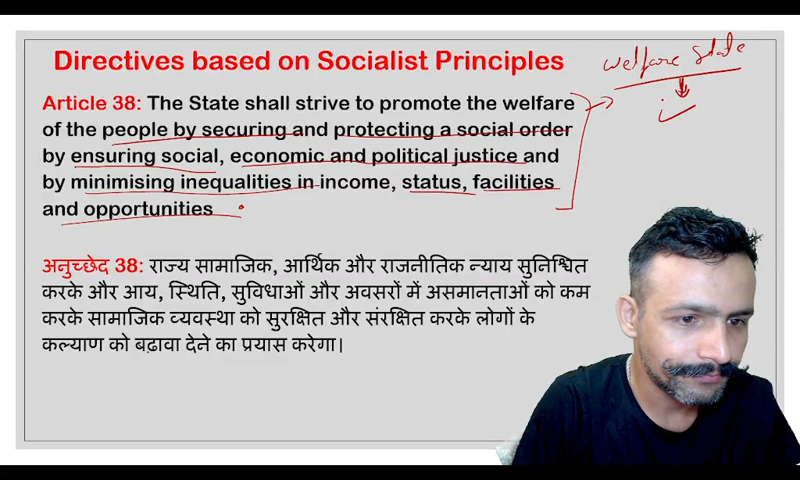 Directives based on Socialist Principles
welfare State
Article 38: The State shall strive to promote the welfare
of the people by securing and protecting a social order
by ensuring social, economic and political justice and
by minimising inequalities in income, status, facilities
and opportunities
अनुच्छेद 38: राज्य सामाजिक, आर्थिक और राजनीतिक न्याय सुनिश्चित
करके और आय, स्थिति, सुविधाओं और अवसरों में असमानताओं को कम
करके सामाजिक व्यवस्था को सुरक्षित और संरक्षित करके लोगों के
कल्याण को बढ़ावा देने का प्रयास करेगा।